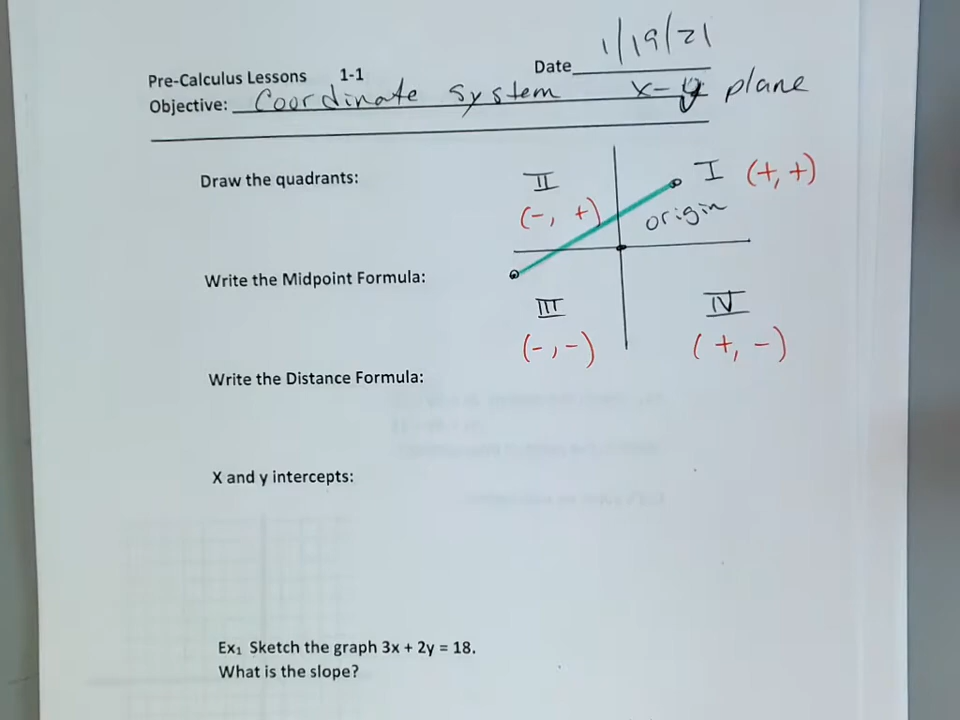 1/19/21
Pre-Calculus Lessons 1-1 Date
Objective: Coordinate system x-y plane
Draw the quadrants:
II I (+, +)
(-, +) origin
Write the Midpoint Formula:
III IV
(-, -) (+, -)
Write the Distance Formula:
X and y intercepts:
Ex1 Sketch the graph 3x + 2y = 18.
What is the slope?